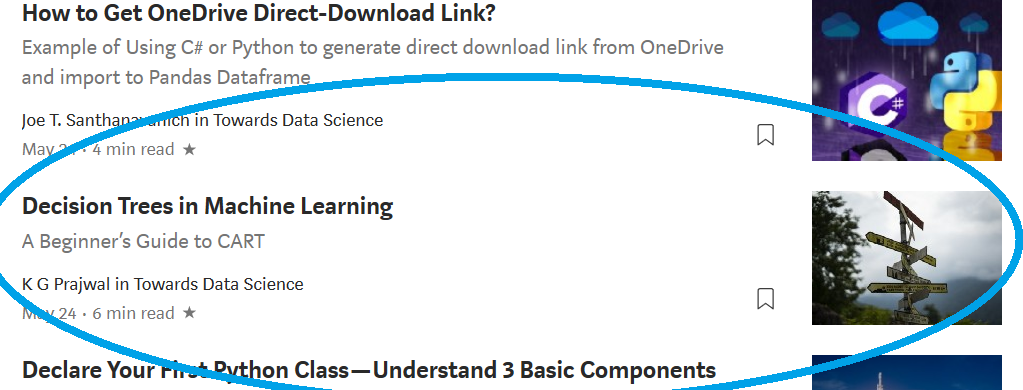 How to Get OneDrive Direct-Download Link?
Example of Using C# or Python to generate direct download link from OneDrive
and import to Pandas Dataframe
Joe T. in Towards Data Science
May · 4 min read ★
C#
Decision Trees in Machine Learning
A Beginner’s Guide to CART
K G Prajwal in Towards Data Science
May 24 · 6 min read ★
Declare Your First Python Class — Understand 3 Basic Components